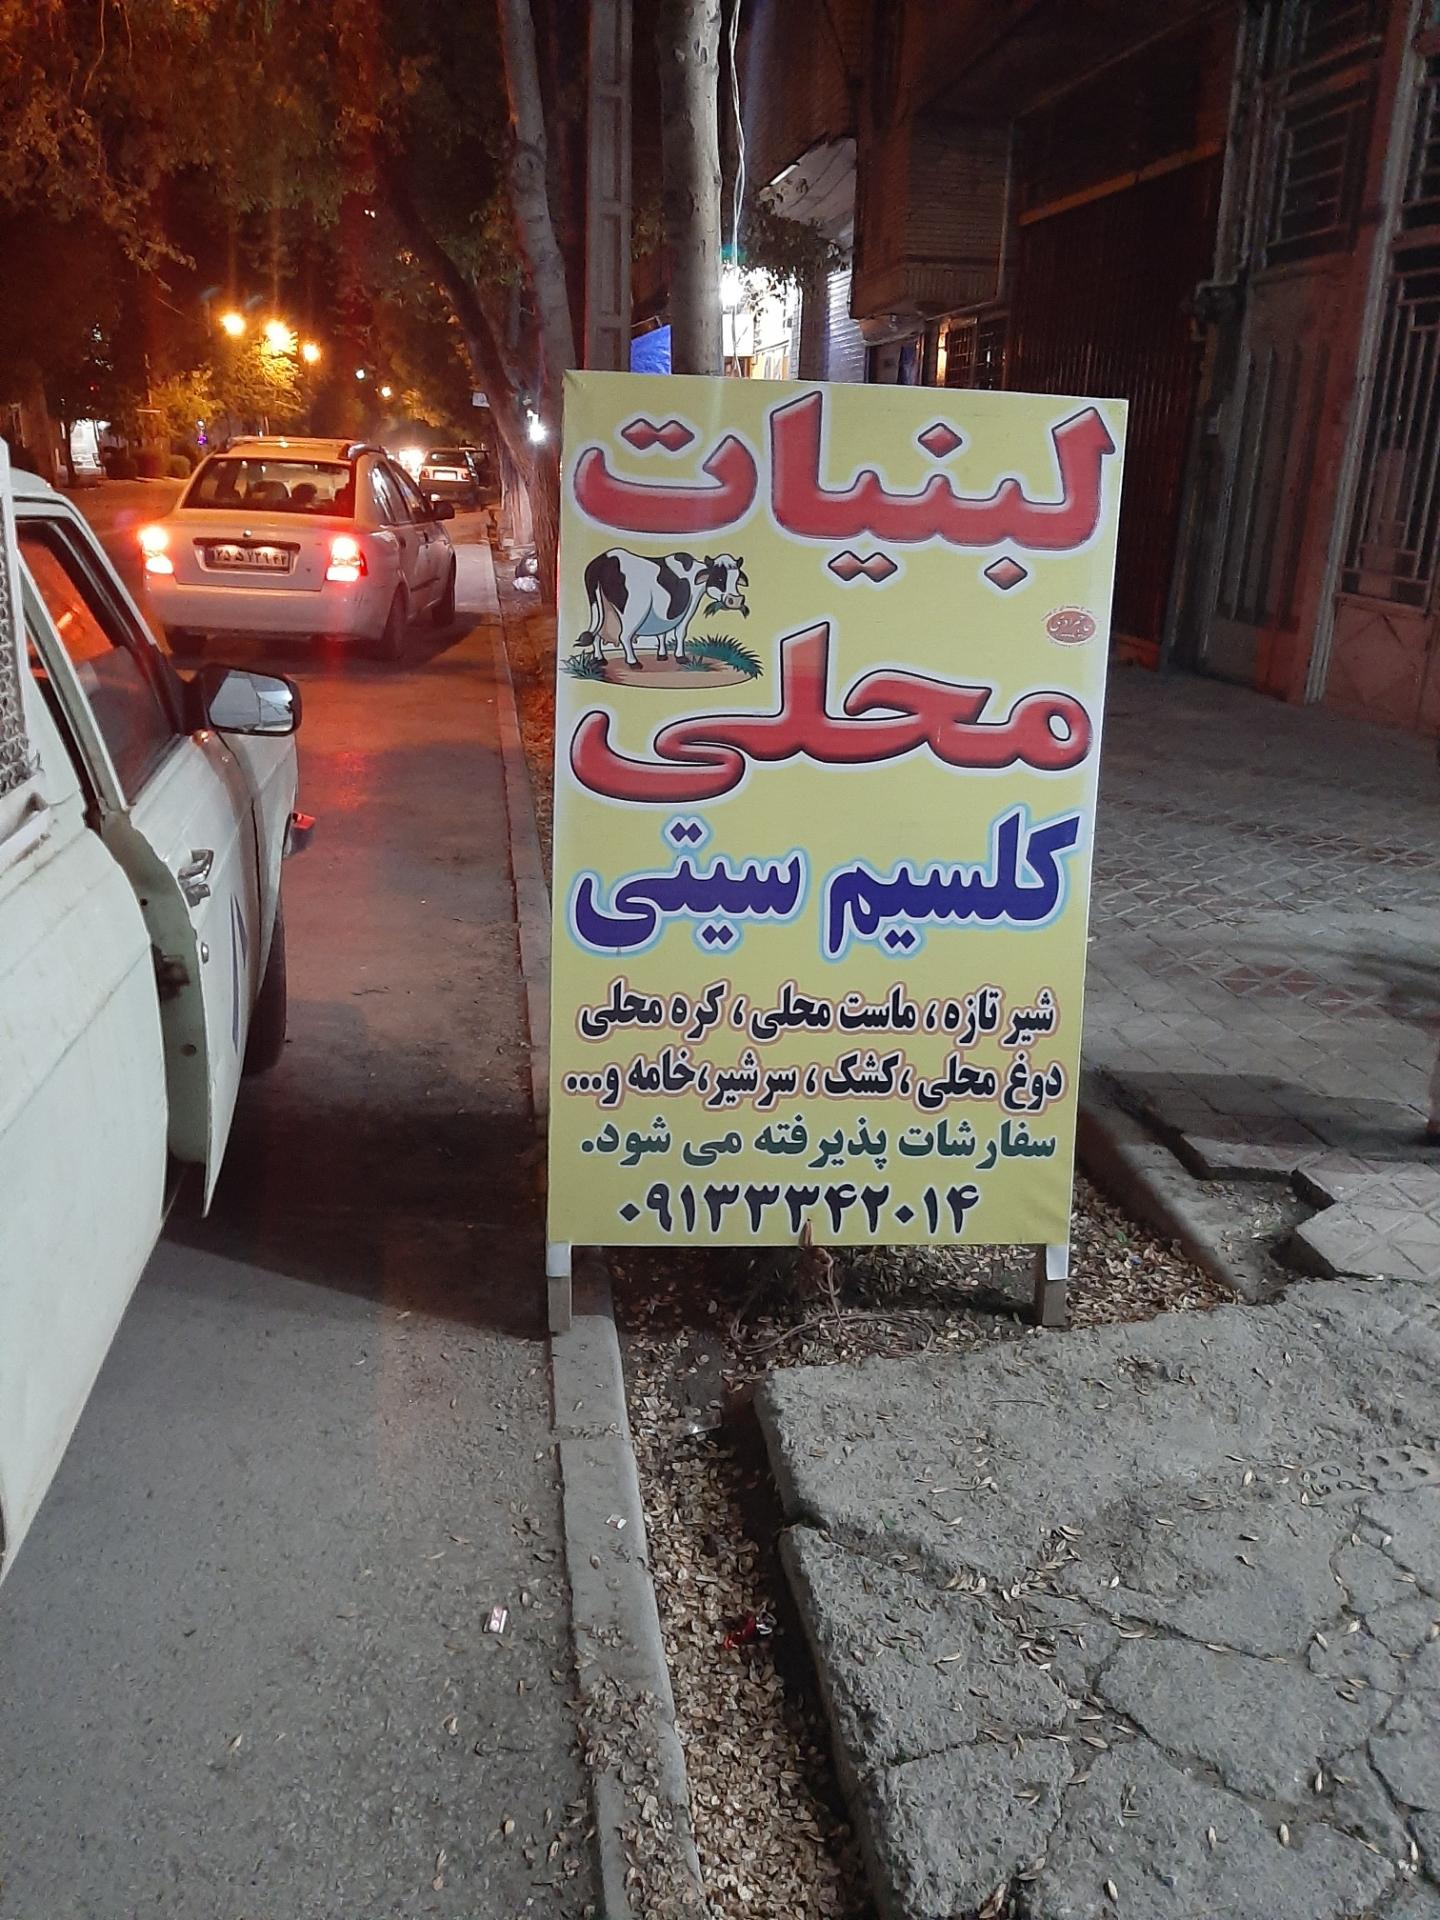 لبنیات
محلی
کلسیم سیتی
شیر تازه ، ماست محلی ، کره محلی
دوغ محلی ،کشک ، سرشیر،خامه و...
سفارشات پذیرفته می شود.
۰۹۱۳۳۳۴۲۰۱۴